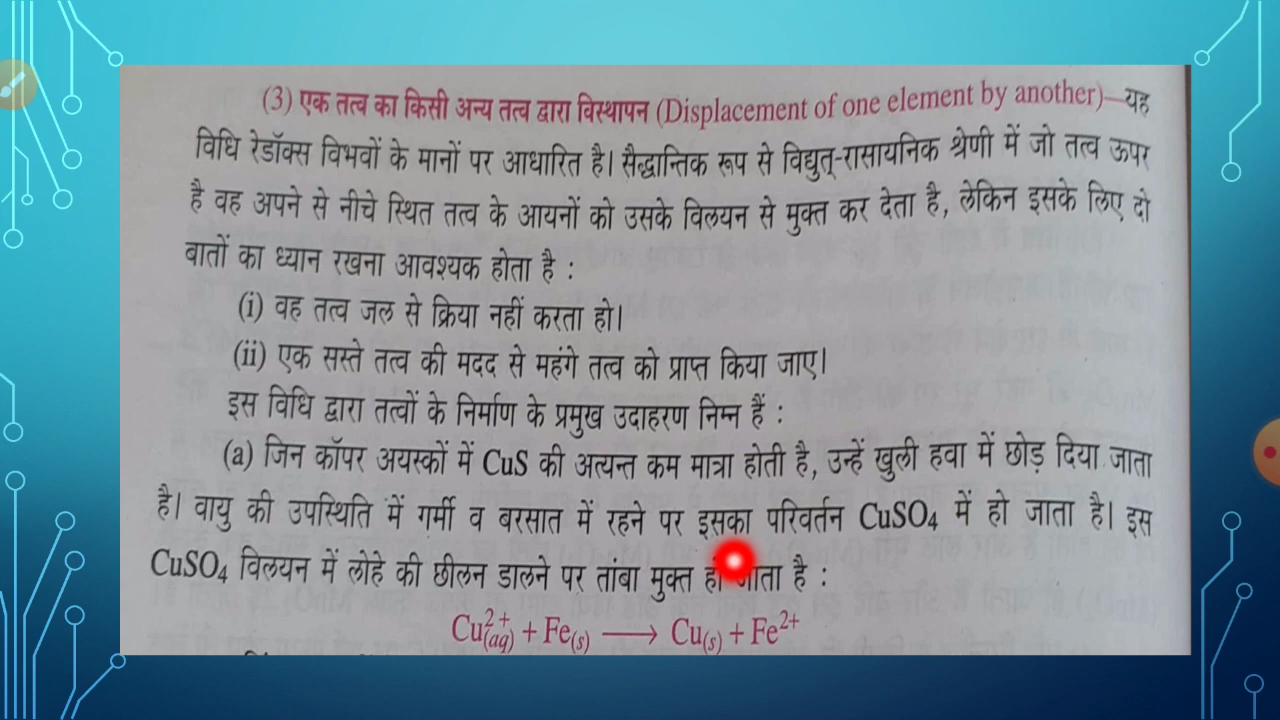 (3) एक तत्व का किसी अन्य तत्व द्वारा विस्थापन (Displacement of one element by another)—यह
विधि रेडॉक्स विभवों के मानों पर आधारित है। सैद्धान्तिक रूप से विद्युत्-रासायनिक श्रेणी में जो तत्व ऊपर
है वह अपने से नीचे स्थित तत्व के आयनों को उसके विलयन से मुक्त कर देता है, लेकिन इसके लिए दो
बातों का ध्यान रखना आवश्यक होता है :
(i) वह तत्व जल से क्रिया नहीं करता हो।
(ii) एक सस्ते तत्व की मदद से महंगे तत्व को प्राप्त किया जाए।
इस विधि द्वारा तत्वों के निर्माण के प्रमुख उदाहरण निम्न हैं :
(a) जिन कॉपर अयस्कों में CuS की अत्यन्त कम मात्रा होती है, उन्हें खुली हवा में छोड़ दिया जाता
है। वायु की उपस्थिति में गर्मी व बरसात में रहने पर इसका परिवर्तन CuSO₄ में हो जाता है। इस
CuSO₄ विलयन में लोहे की छीलन डालने पर तांबा मुक्त हो जाता है :
Cu²⁺(aq) + Fe(s) ⟶ Cu(s) + Fe²⁺